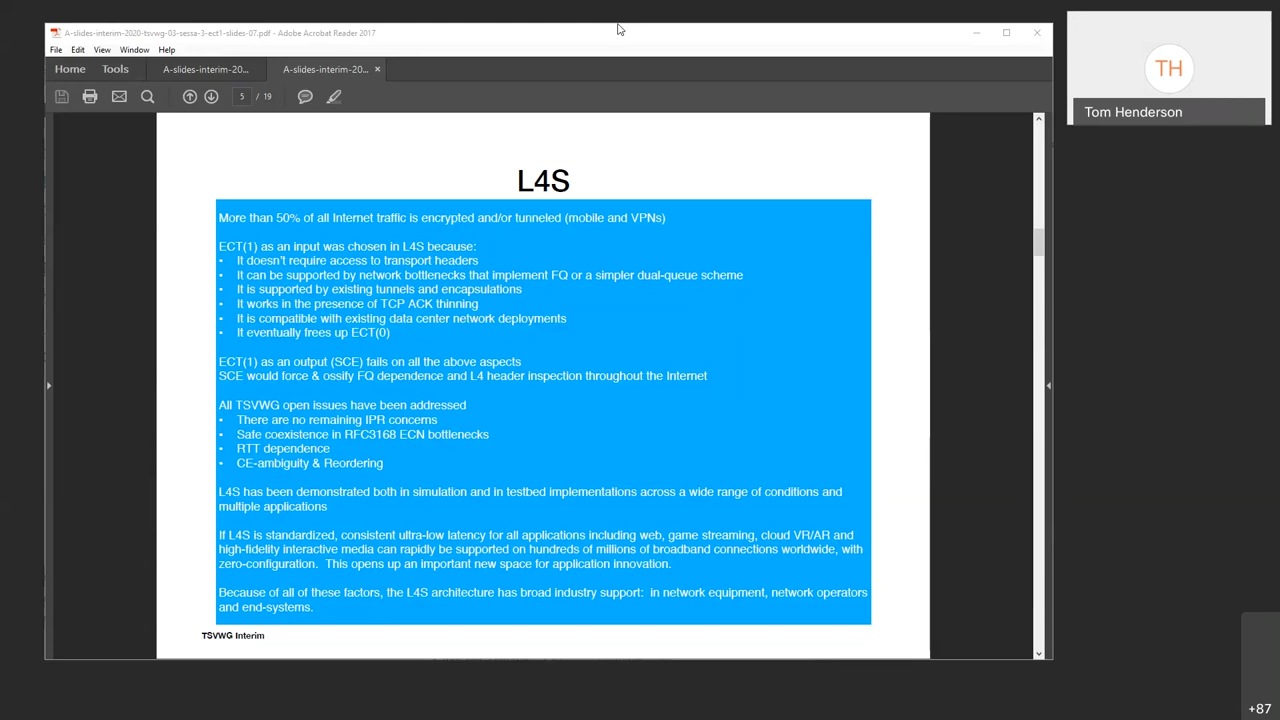 A-slides-interim-2020-tsvwg-03-sessa-3-ect1-slides-07.pdf - Adobe Acrobat Reader 2017
File Edit View Window Help
Home Tools A-slides-interim-20... A-slides-interim-20... ×
5 / 19
TH
Tom Henderson
L4S
More than 50% of all Internet traffic is encrypted and/or tunneled (mobile and VPNs)
ECT(1) as an input was chosen in L4S because:
• It doesn't require access to transport headers
• It can be supported by network bottlenecks that implement FQ or a simpler dual-queue scheme
• It is supported by existing tunnels and encapsulations
• It works in the presence of TCP ACK thinning
• It is compatible with existing data center network deployments
• It eventually frees up ECT(0)
ECT(1) as an output (SCE) fails on all the above aspects
SCE would force & ossify FQ dependence and L4 header inspection throughout the Internet
All TSVWG open issues have been addressed
• There are no remaining IPR concerns
• Safe coexistence in RFC3168 ECN bottlenecks
• RTT dependence
• CE-ambiguity & Reordering
L4S has been demonstrated both in simulation and in testbed implementations across a wide range of conditions and
multiple applications
If L4S is standardized, consistent ultra-low latency for all applications including web, game streaming, cloud VR/AR and
high-fidelity interactive media can rapidly be supported on hundreds of millions of broadband connections worldwide, with
zero-configuration.  This opens up an important new space for application innovation.
Because of all of these factors, the L4S architecture has broad industry support:  in network equipment, network operators
and end-systems.
TSVWG Interim
+87